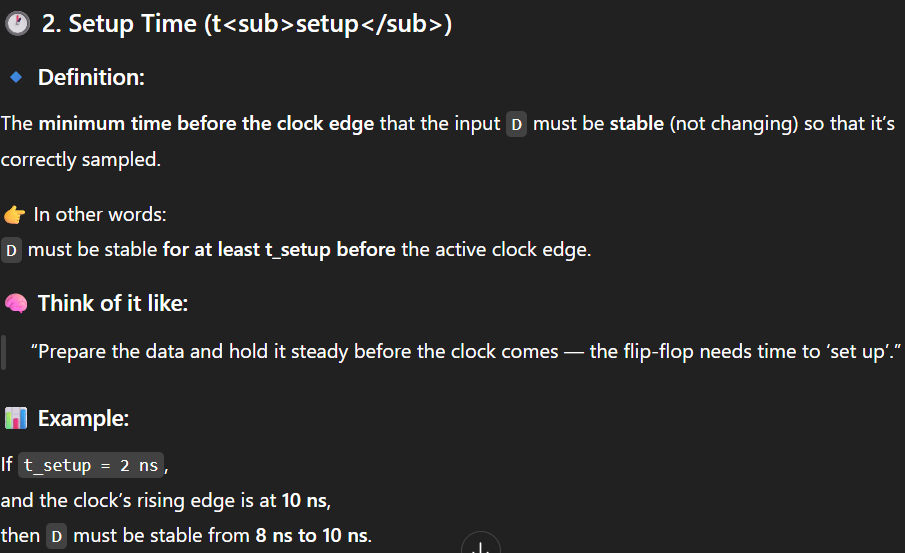 🕐 2. Setup Time (t<sub>setup</sub>)
🔹 Definition:
The minimum time before the clock edge that the input D must be stable (not changing) so that it’s
correctly sampled.
👉 In other words:
D must be stable for at least t_setup before the active clock edge.
🧠 Think of it like:
“Prepare the data and hold it steady before the clock comes — the flip-flop needs time to ‘set up’.”
📊 Example:
If t_setup = 2 ns,
and the clock’s rising edge is at 10 ns,
then D must be stable from 8 ns to 10 ns.